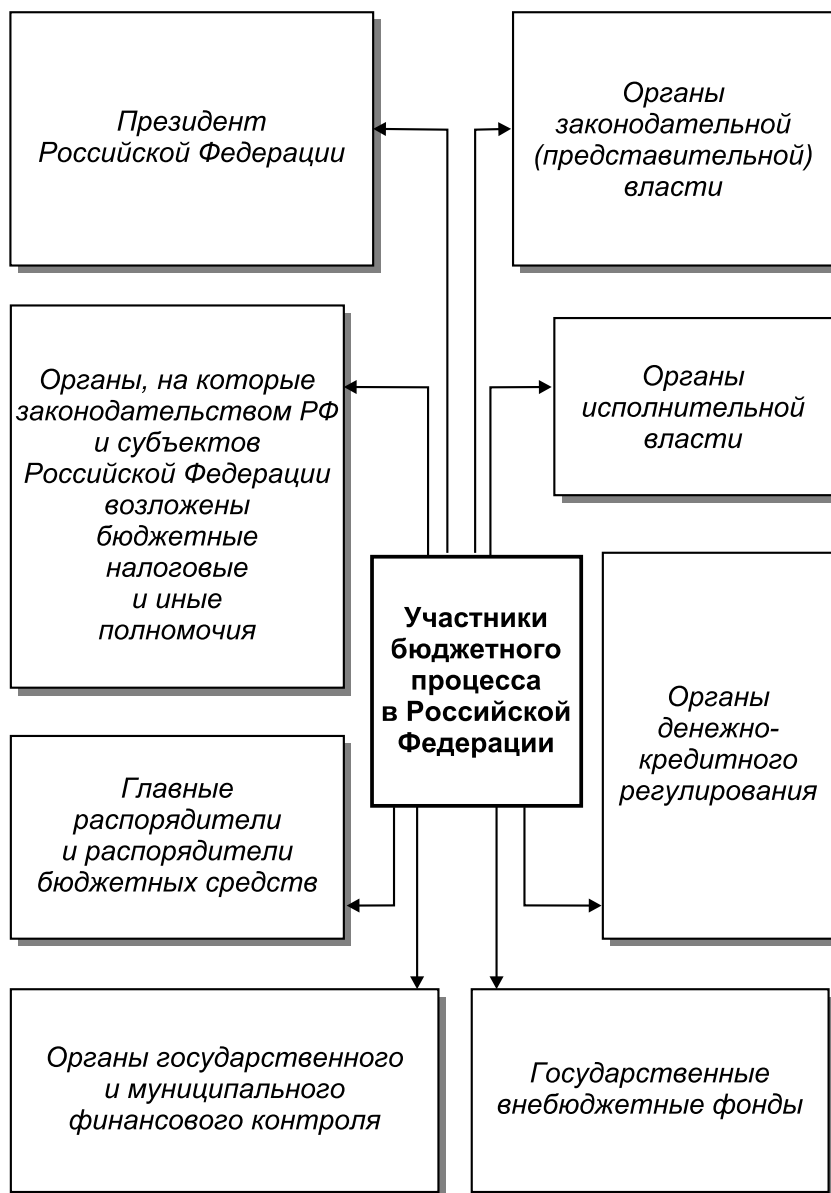 Президент
Российской Федерации
Органы
законодательной
(представительной)
власти
Органы, на которые
законодательством РФ
и субъектов
Российской Федерации
возложены
бюджетные
налоговые
и иные
полномочия
Органы
исполнительной
власти
Участники
бюджетного
процесса
в Российской
Федерации
Органы
денежно-
кредитного
регулирования
Главные
распорядители
и распорядители
бюджетных средств
Органы государственного
и муниципального
финансового контроля
Государственные
внебюджетные фонды